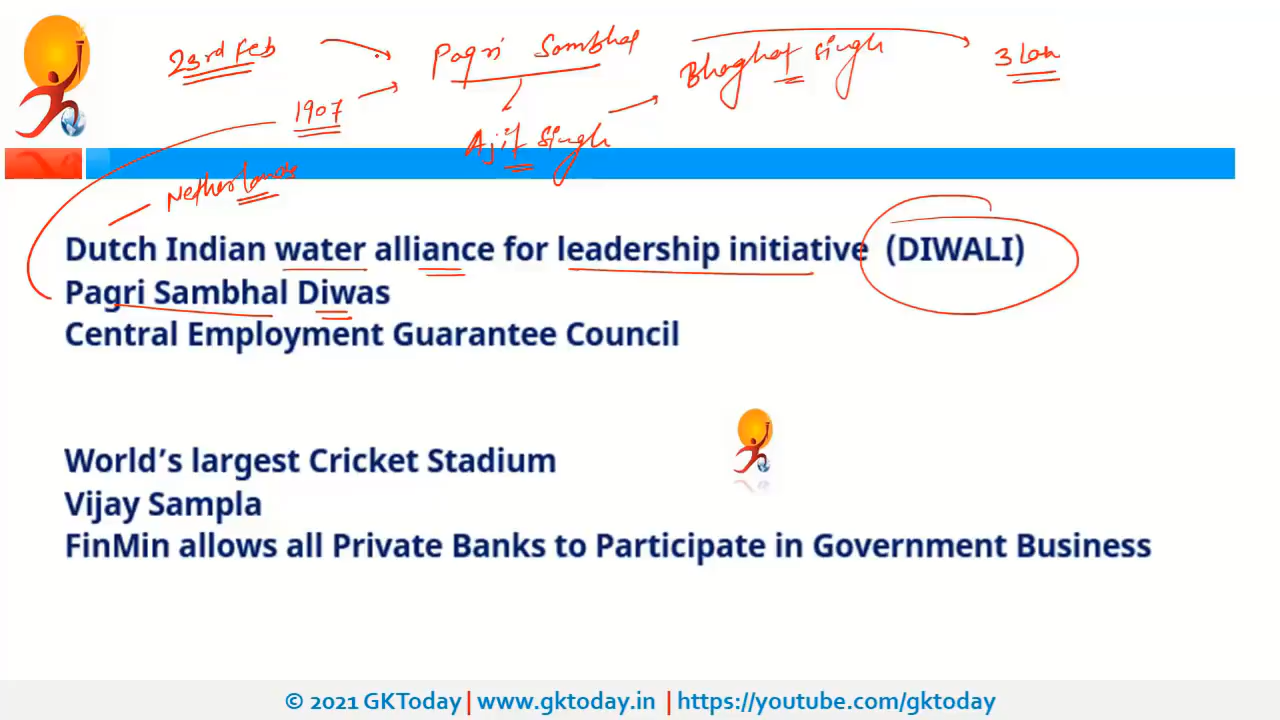 23rd Feb
Pagri Sambhal
Bhaghat Singh
3 Law
1907
Ajit Singh
Netherlands
Dutch Indian water alliance for leadership initiative (DIWALI)
Pagri Sambhal Diwas
Central Employment Guarantee Council
World's largest Cricket Stadium
Vijay Sampla
FinMin allows all Private Banks to Participate in Government Business
© 2021 GKToday | www.gktoday.in | https://youtube.com/gktoday